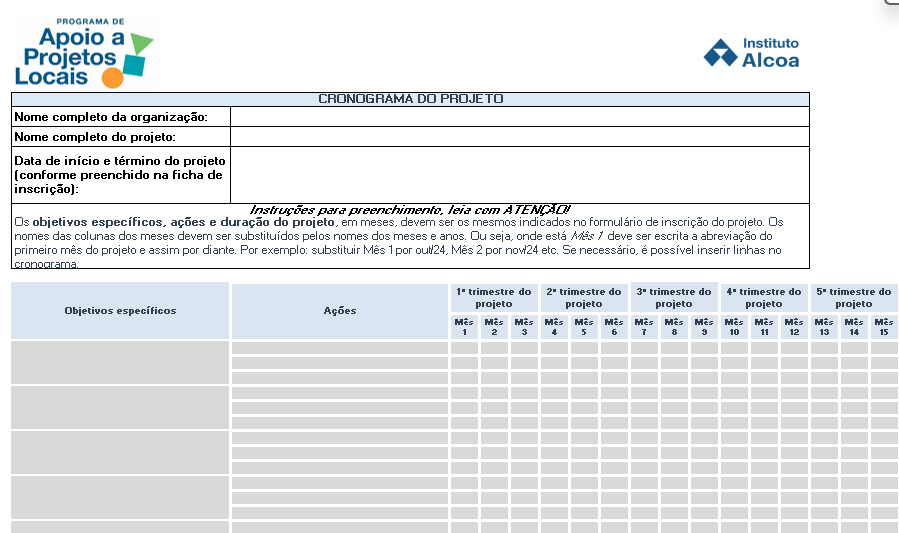 PROGRAMA DE
Apoio a
Projetos
Locais
Instituto
Alcoa
CRONOGRAMA DO PROJETO
Nome completo da organização:
Nome completo do projeto:
Data de início e término do projeto
(conforme preenchido na ficha de
inscrição):
Instruções para preenchimento, leia com ATENÇÃO!
Os objetivos específicos, ações e duração do projeto, em meses, devem ser os mesmos indicados no formulário de inscrição do projeto. Os
nomes das colunas dos meses devem ser substituídos pelos nomes dos meses e anos. Ou seja, onde está Mês 1 deve ser escrita a abreviação do
primeiro mês do projeto e assim por diante. Por exemplo: substituir Mês 1 por out/24, Mês 2 por nov/24 etc. Se necessário, é possível inserir linhas no
cronograma.
Objetivos específicos
Ações
1º trimestre do
projeto
2º trimestre do
projeto
3º trimestre do
projeto
4º trimestre do
projeto
5º trimestre do
projeto
Mês
1
Mês
2
Mês
3
Mês
4
Mês
5
Mês
6
Mês
7
Mês
8
Mês
9
Mês
10
Mês
11
Mês
12
Mês
13
Mês
14
Mês
15